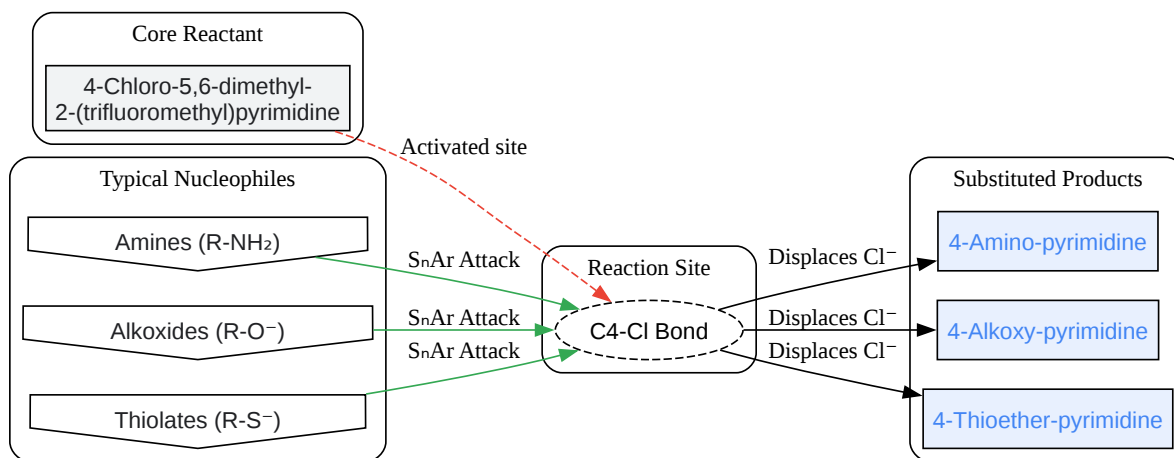 Core Reactant
4-Chloro-5,6-dimethyl-
2-(trifluoromethyl)pyrimidine
Activated site
Typical Nucleophiles
Amines (R-NH₂)
Alkoxides (R-O⁻)
Thiolates (R-S⁻)
SₙAr Attack
SₙAr Attack
SₙAr Attack
Reaction Site
C4-Cl Bond
Displaces Cl⁻
Displaces Cl⁻
Displaces Cl⁻
Substituted Products
4-Amino-pyrimidine
4-Alkoxy-pyrimidine
4-Thioether-pyrimidine